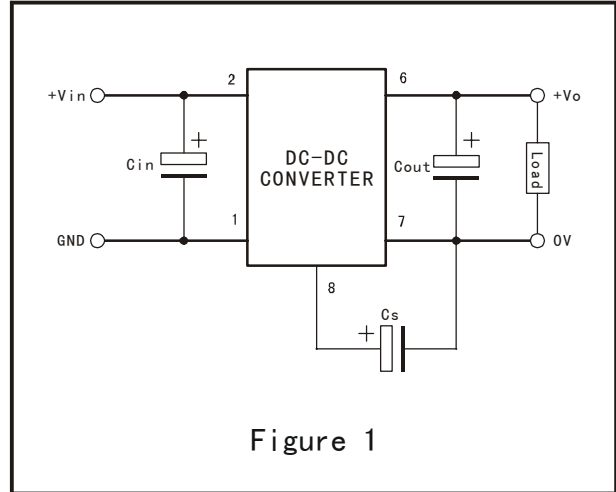 2
6
+Vin
+Vo
+
+
Cin
DC-DC
CONVERTER
Cout
Load
1
7
GND
0V
8
Cs
+
Figure 1